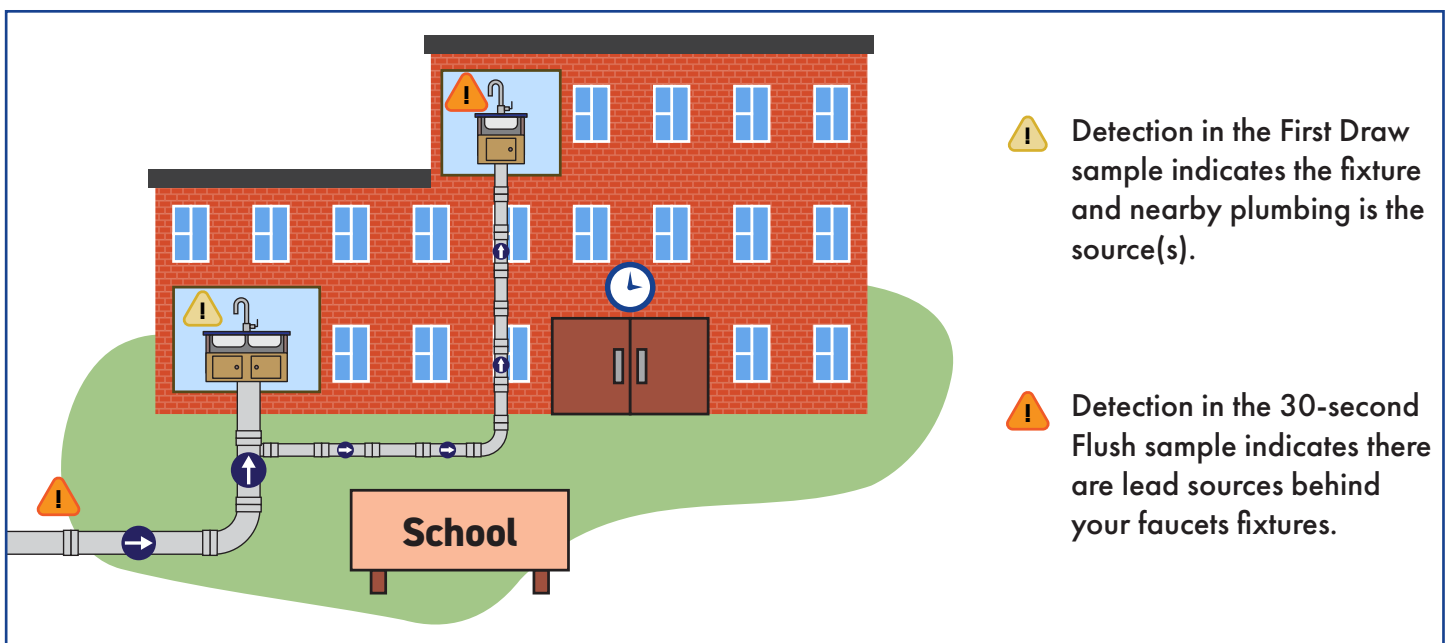 Detection in the First Draw
sample indicates the fixture
and nearby plumbing is the
source(s).
Detection in the 30-second
Flush sample indicates there
are lead sources behind
your faucets fixtures.
School
!
!
!
!
!